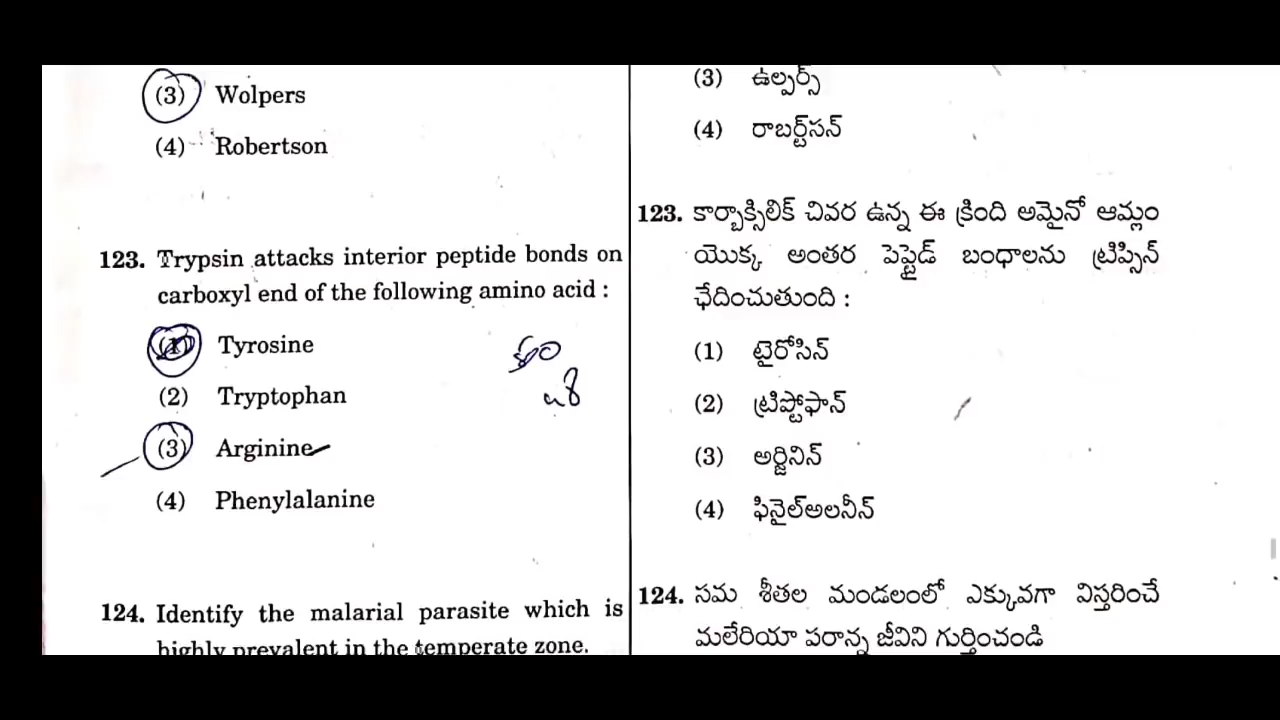 (3) Wolpers
(4) Robertson
123. Trypsin attacks interior peptide bonds on
carboxyl end of the following amino acid :
(1) Tyrosine
(2) Tryptophan
(3) Arginine
(4) Phenylalanine
124. Identify the malarial parasite which is
highly prevalent in the temperate zone.
(3) ఉల్పర్స్
(4) రాబర్ట్‌సన్
123. కార్బాక్సిలిక్ చివర ఉన్న ఈ క్రింది అమైనో ఆమ్లం
యొక్క అంతర పెప్టైడ్ బంధాలను ట్రిప్సిన్
ఛేదించుతుంది :
(1) టైరోసిన్
(2) ట్రిప్టోఫాన్
(3) అర్జినిన్
(4) ఫినైల్అలనీన్
124. సమ శీతల మండలంలో ఎక్కువగా విస్తరించే
మలేరియా పరాన్న జీవిని గుర్తించండి